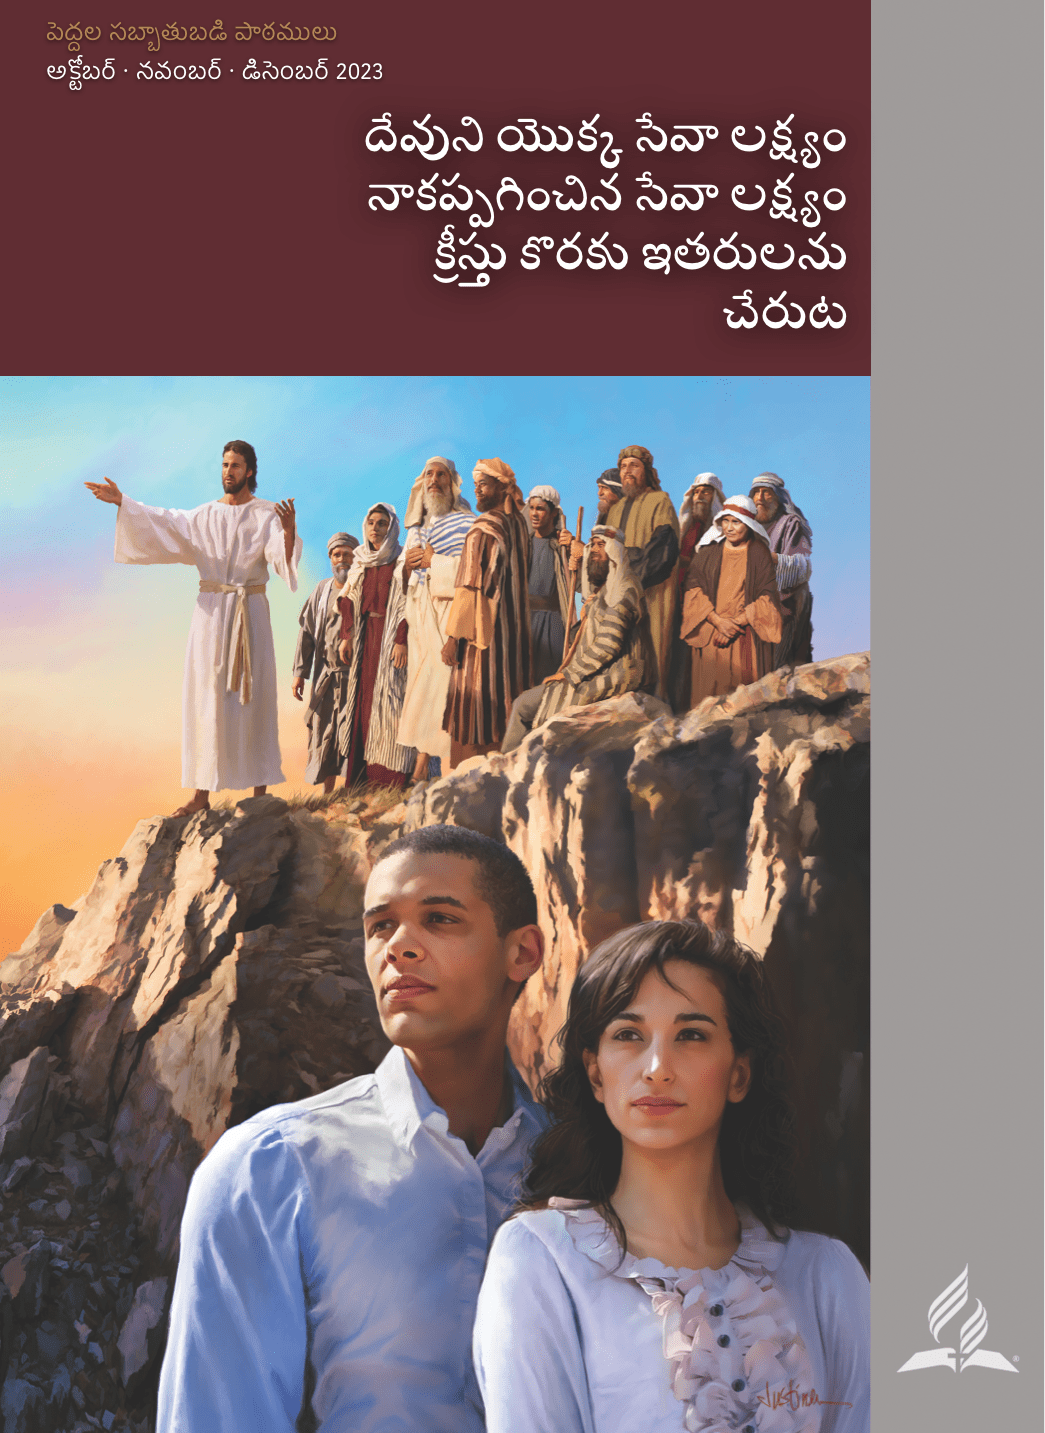 పెద్దల సబ్బాతుబడి పాఠములు
అక్టోబర్ · నవంబర్ · డిసెంబర్ 2023
దేవుని యొక్క సేవా లక్ష్యం
నాకప్పగించిన సేవా లక్ష్యం
క్రీస్తు కొరకు ఇతరులను
చేరుట
®